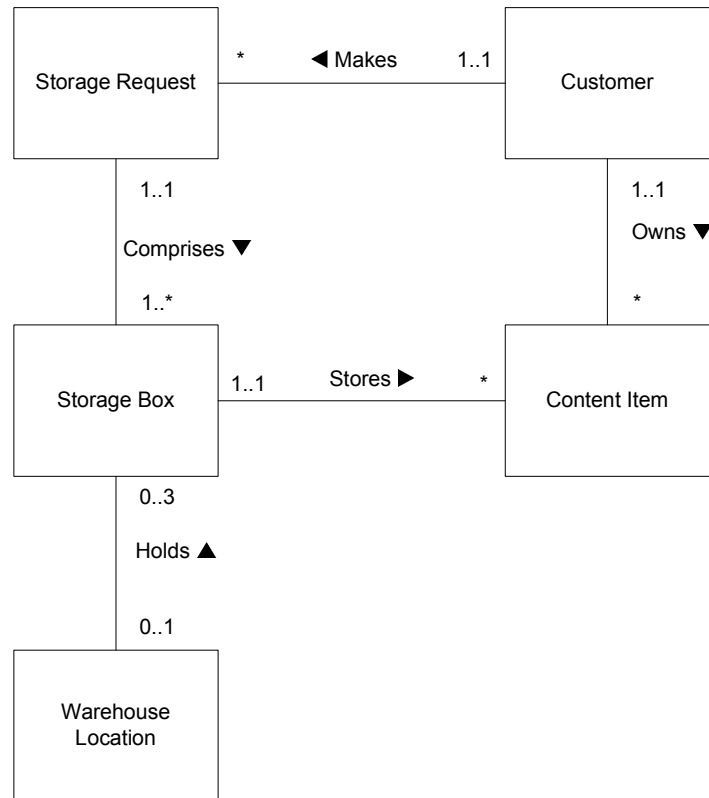 Storage Request
* ◄ Makes 1..1
Customer
1..1
Comprises ▼
1..*
1..1
Owns ▼
*
Storage Box
1..1 Stores ► *
Content Item
0..3
Holds ▲
0..1
Warehouse
Location